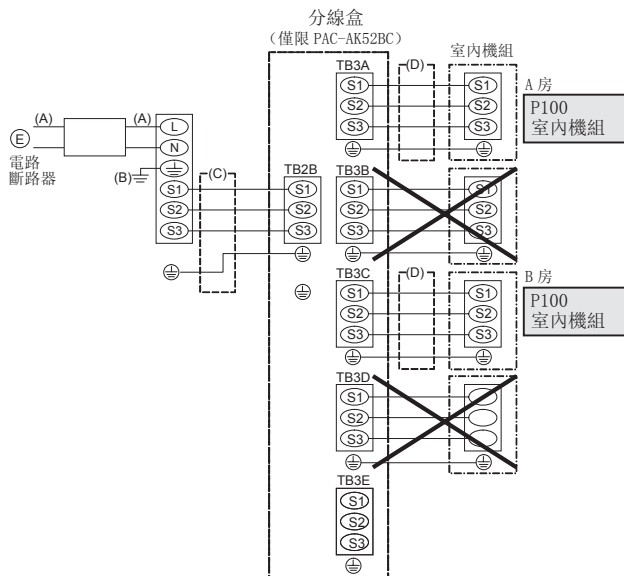 分線盒
（僅限 PAC-AK52BC）
室內機組
TB3A
(D)
S1
S2
S3
S1
S2
S3
A 房
P100
室內機組
(A)
(A)
L
N
E
電路
斷路器
(B)
(C)
S1
S2
S3
TB2B
S1
S2
S3
TB3B
S1
S2
S3
S1
S2
S3
TB3C
(D)
S1
S2
S3
S1
S2
S3
B 房
P100
室內機組
TB3D
S1
S2
S3
TB3E
S1
S2
S3